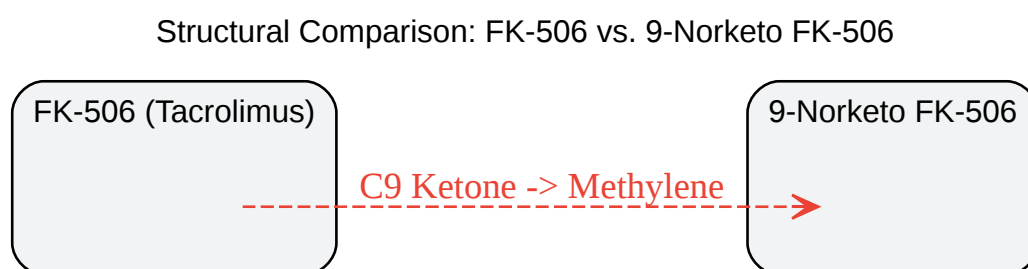 Structural Comparison: FK-506 vs. 9-Norketo FK-506
FK-506 (Tacrolimus)
9-Norketo FK-506
C9 Ketone -> Methylene